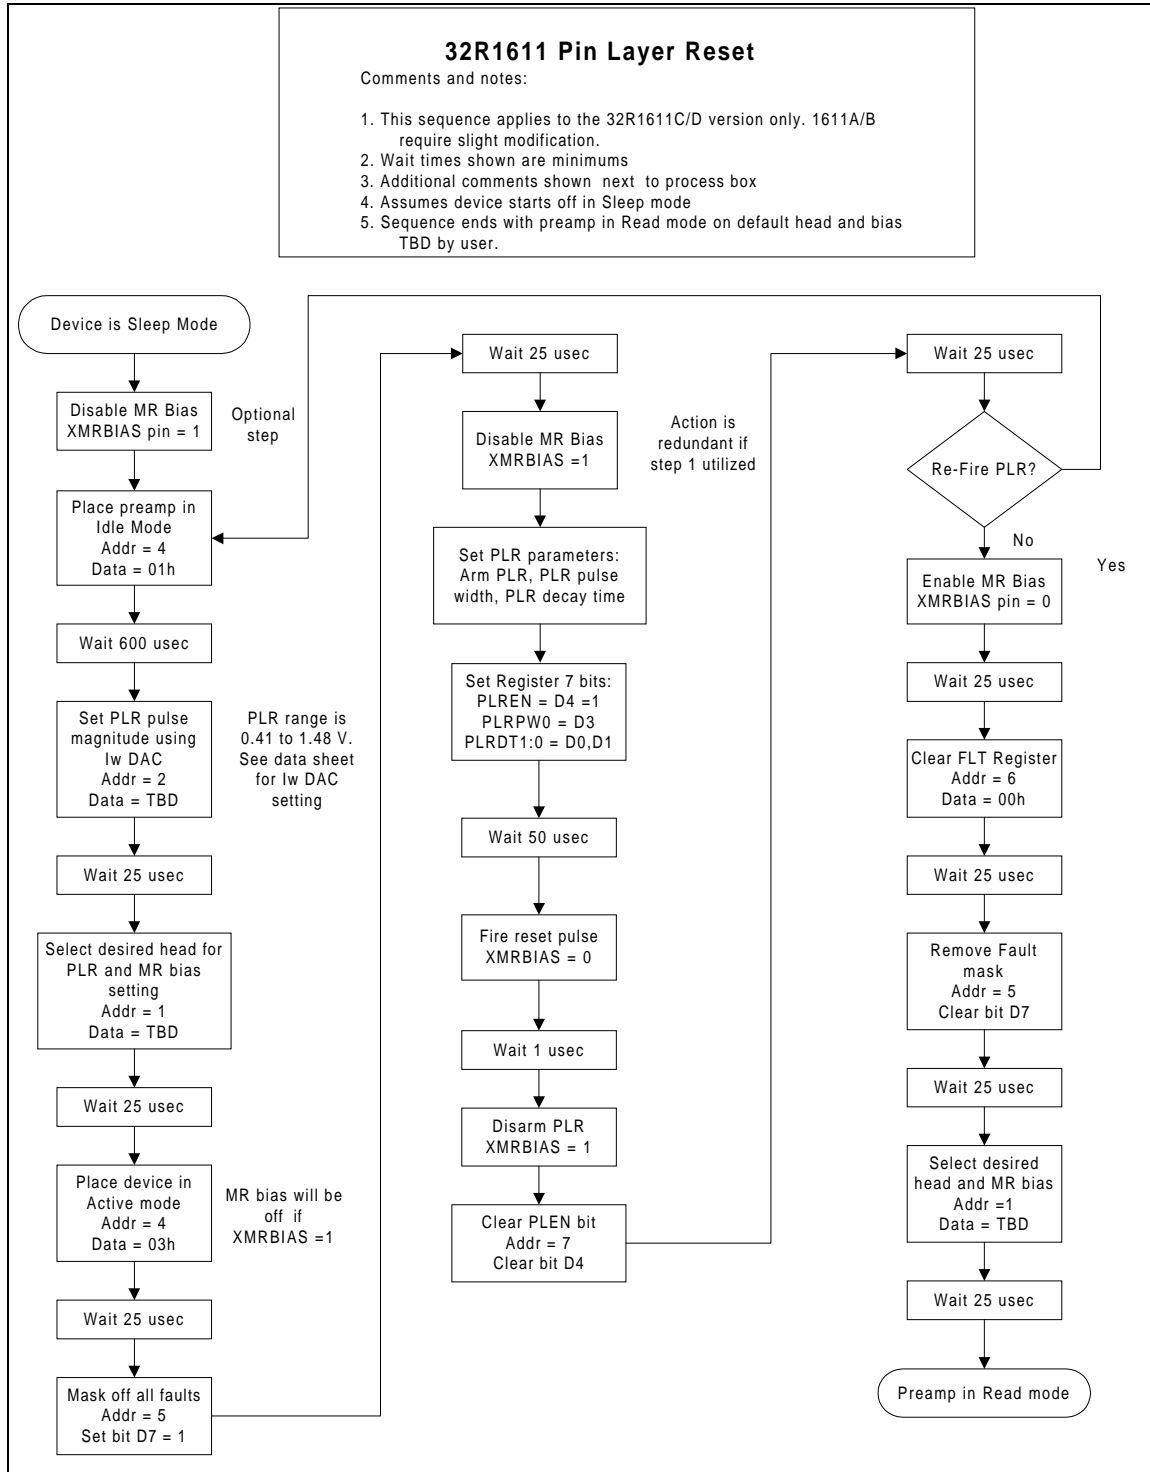 32R1611 Pin Layer Reset
Comments and notes:
1. This sequence applies to the 32R1611C/D version only. 1611A/B
require slight modification.
2. Wait times shown are minimums
3. Additional comments shown next to process box
4. Assumes device starts off in Sleep mode
5. Sequence ends with preamp in Read mode on default head and bias
TBD by user.
Device is Sleep Mode
Disable MR Bias
XMRBIAS pin = 1
Optional
step
Place preamp in
Idle Mode
Addr = 4
Data = 01h
Wait 600 usec
Set PLR pulse
magnitude using
Iw DAC
Addr = 2
Data = TBD
PLR range is
0.41 to 1.48 V.
See data sheet
for Iw DAC
setting
Wait 25 usec
Select desired head for
PLR and MR bias
setting
Addr = 1
Data = TBD
Wait 25 usec
Place device in
Active mode
Addr = 4
Data = 03h
MR bias will be
off if
XMRBIAS =1
Wait 25 usec
Mask off all faults
Addr = 5
Set bit D7 = 1
Wait 25 usec
Disable MR Bias
XMRBIAS =1
Action is
redundant if
step 1 utilized
Set PLR parameters:
Arm PLR, PLR pulse
width, PLR decay time
Set Register 7 bits:
PLREN = D4 =1
PLRPW0 = D3
PLRDT1:0 = D0,D1
Wait 50 usec
Fire reset pulse
XMRBIAS = 0
Wait 1 usec
Disarm PLR
XMRBIAS = 1
Clear PLEN bit
Addr = 7
Clear bit D4
Wait 25 usec
Re-Fire PLR?
No
Yes
Enable MR Bias
XMRBIAS pin = 0
Wait 25 usec
Clear FLT Register
Addr = 6
Data = 00h
Wait 25 usec
Remove Fault
mask
Addr = 5
Clear bit D7
Wait 25 usec
Select desired
head and MR bias
Addr =1
Data = TBD
Wait 25 usec
Preamp in Read mode